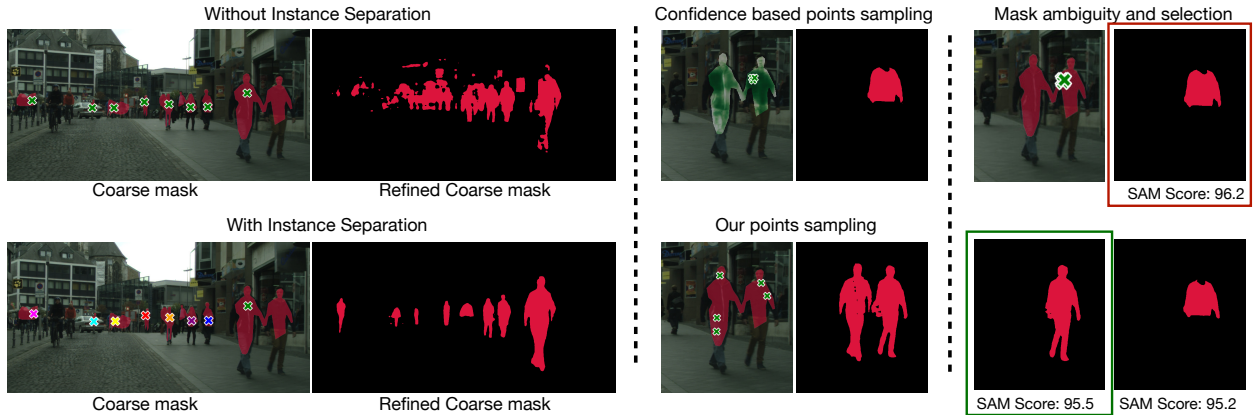 Without Instance Separation
Confidence based points sampling
Mask ambiguity and selection
Coarse mask
Refined Coarse mask
SAM Score: 96.2
With Instance Separation
Our points sampling
Coarse mask
Refined Coarse mask
SAM Score: 95.5
SAM Score: 95.2